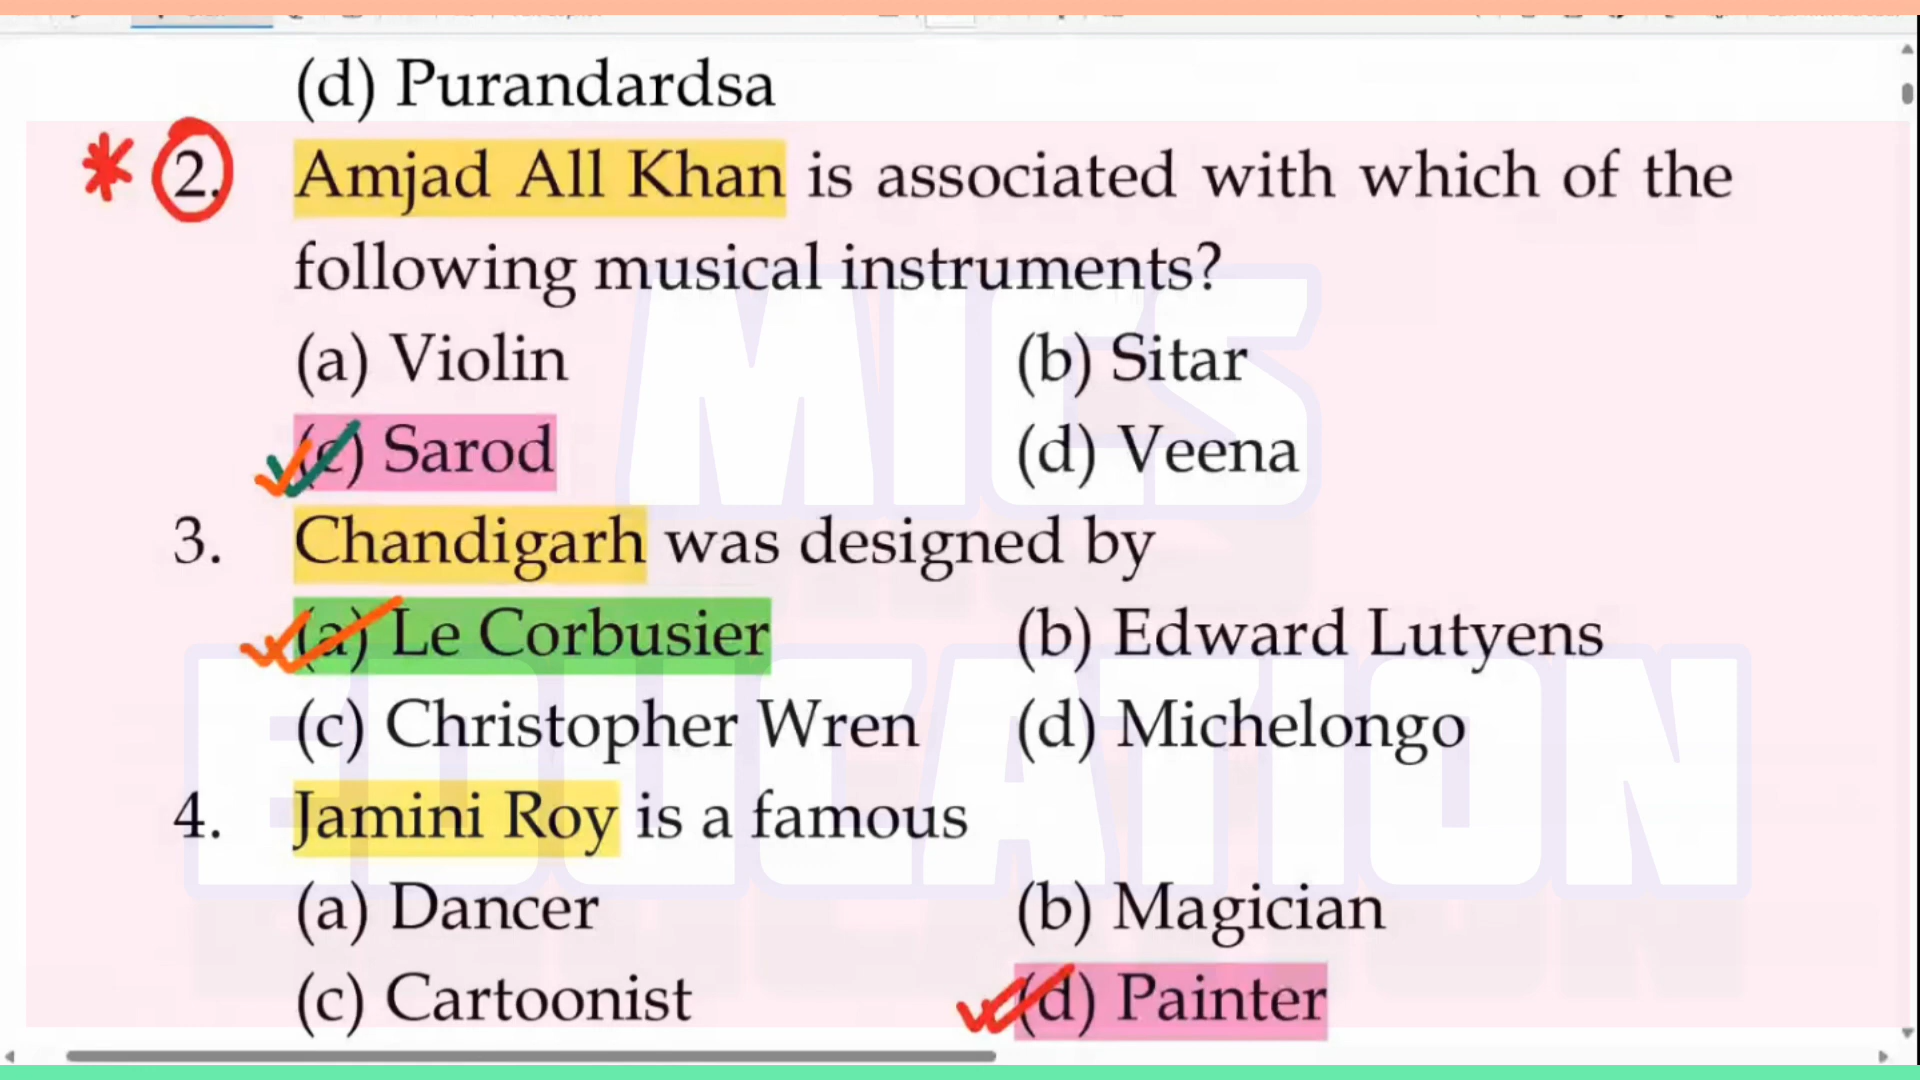 (d) Purandardsa
* 2. Amjad All Khan is associated with which of the
following musical instruments?
(a) Violin (b) Sitar
(c) Sarod (d) Veena
3. Chandigarh was designed by
(a) Le Corbusier (b) Edward Lutyens
(c) Christopher Wren (d) Michelongo
4. Jamini Roy is a famous
(a) Dancer (b) Magician
(c) Cartoonist (d) Painter
MICS
EDUCATION